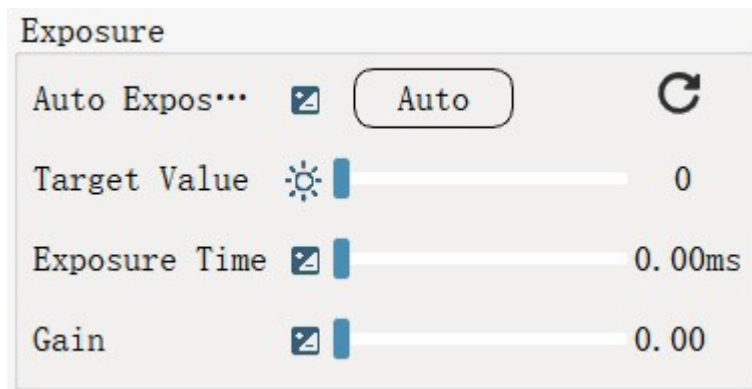 Exposure
Auto Expos··· Auto
Target Value 0
Exposure Time 0.00ms
Gain 0.00